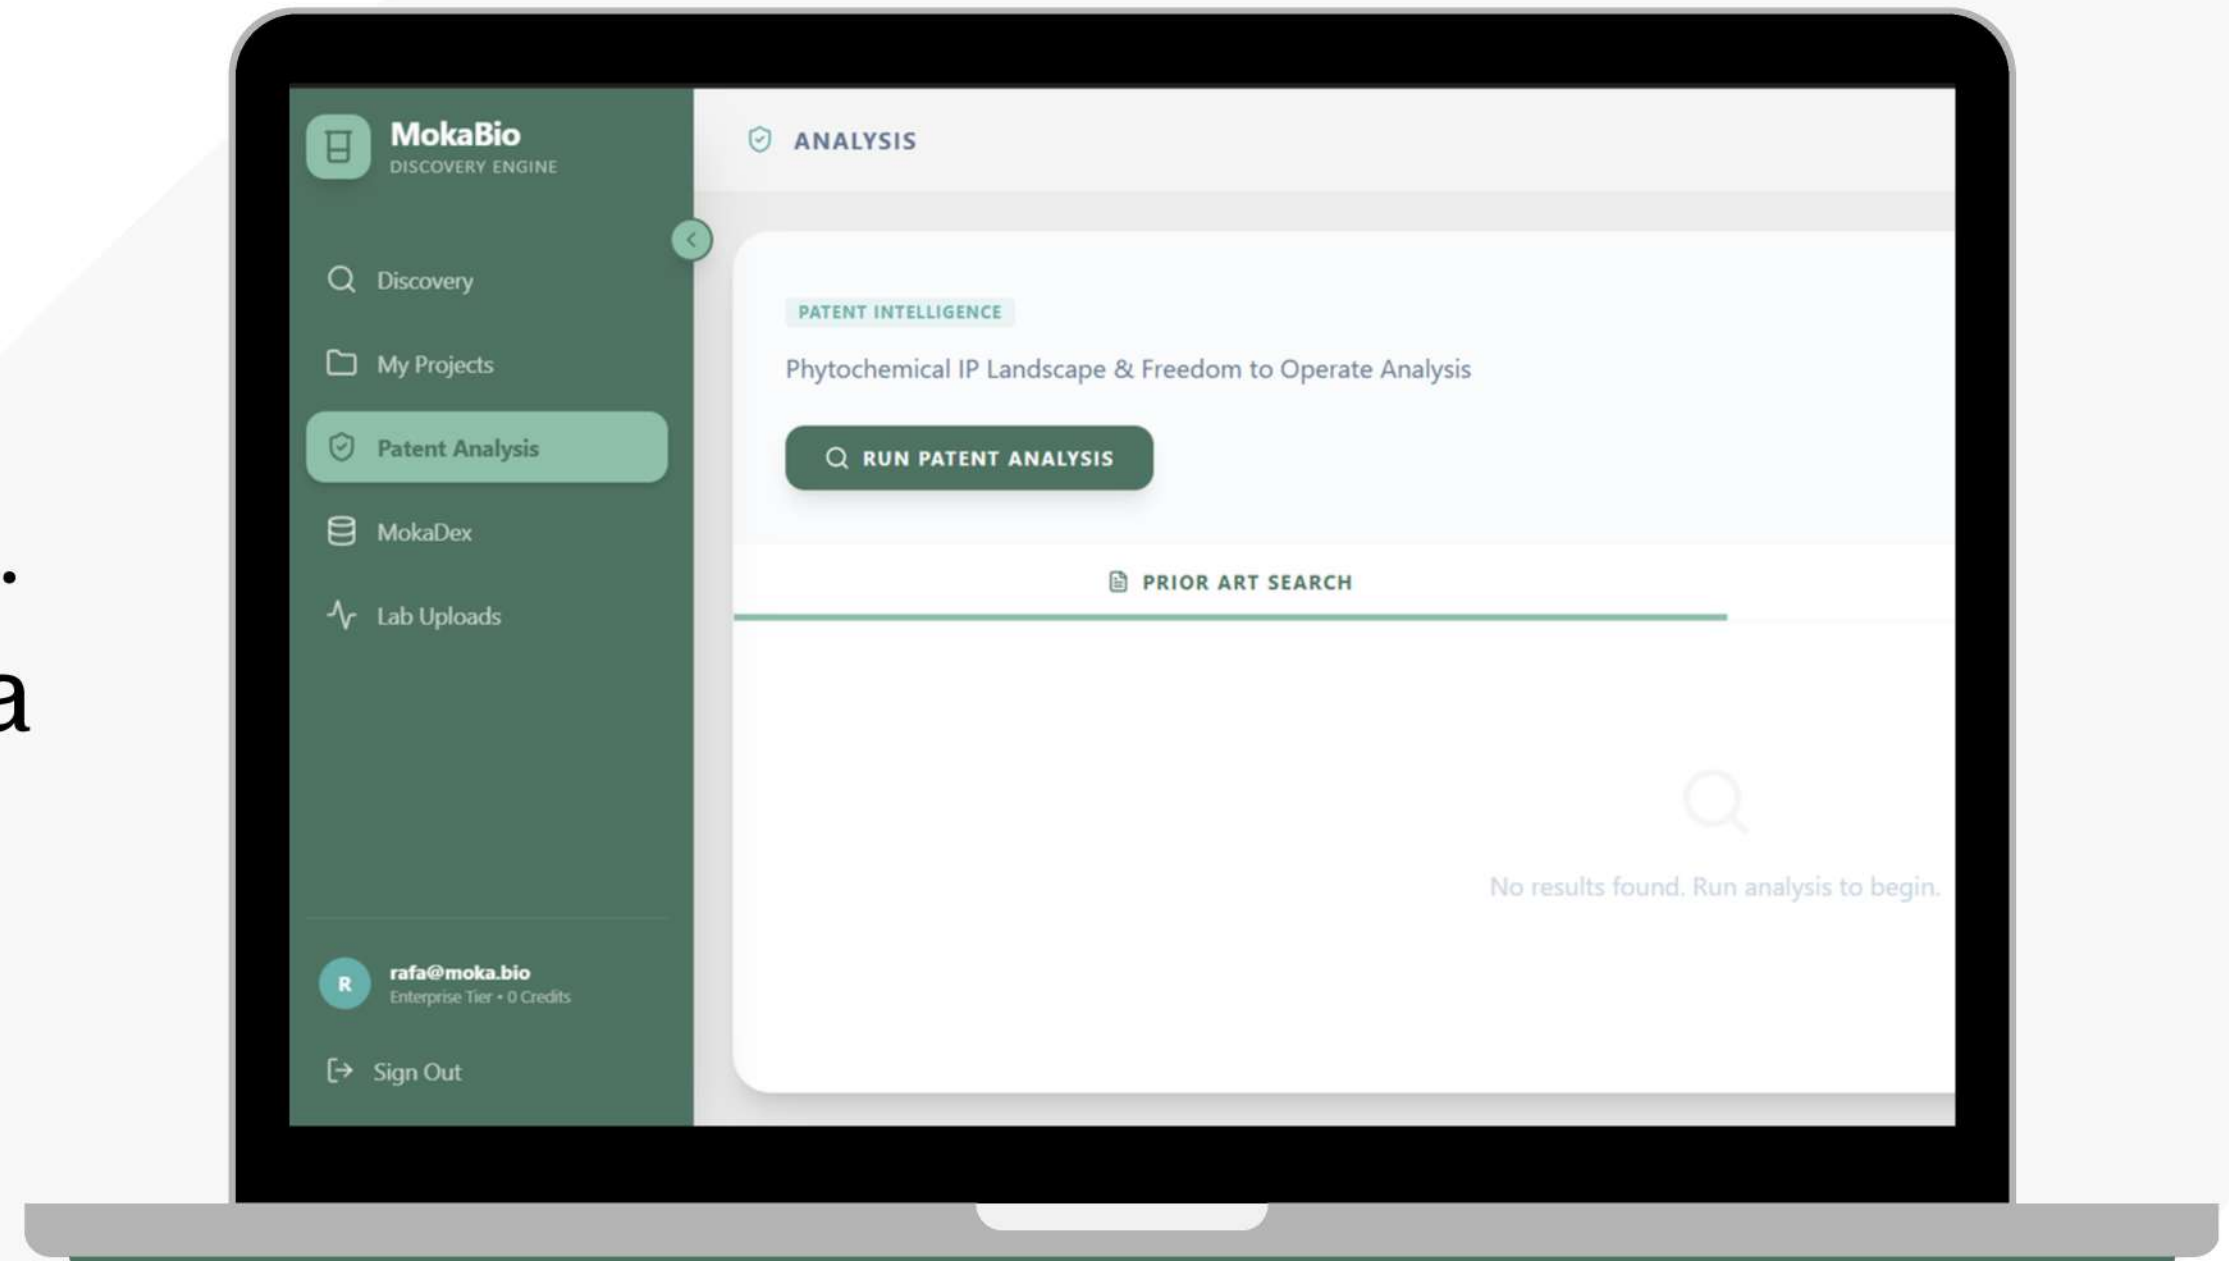 MokaBio
DISCOVERY ENGINE
Discovery
My Projects
Patent Analysis
MokaDex
Lab Uploads
rafa@moka.bio
Enterprise Tier • 0 Credits
R
Sign Out
ANALYSIS
PATENT INTELLIGENCE
Phytochemical IP Landscape & Freedom to Operate Analysis
RUN PATENT ANALYSIS
PRIOR ART SEARCH
No results found. Run analysis to begin.
.
a